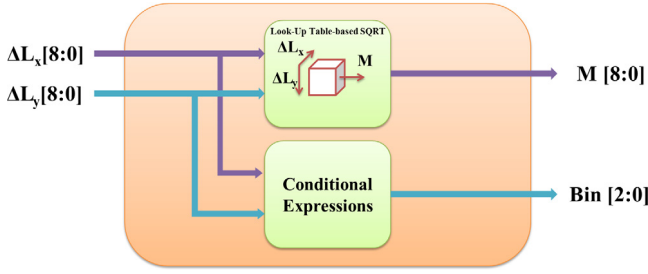 Look-Up Table-based SQRT
ΔLx[8:0]
ΔLx
M
M [8:0]
ΔLy
ΔLy[8:0]
Conditional
Expressions
Bin [2:0]